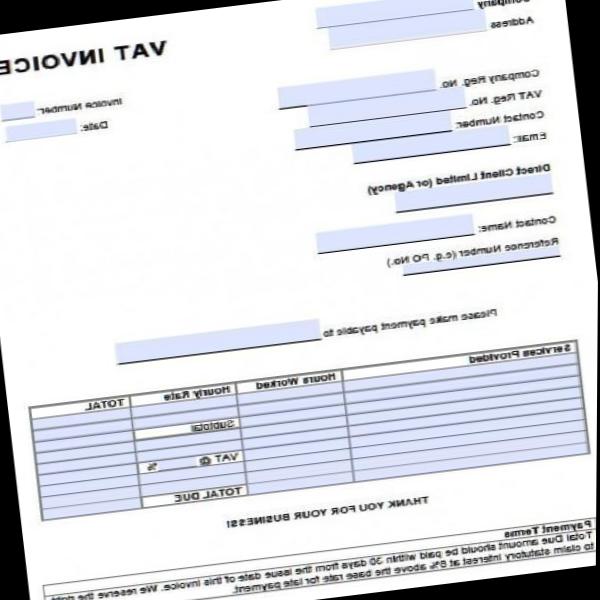 Company
Address
VAT INVOICE
Company Reg. No.
VAT Reg. No.
Contact Number:
Email:
Invoice Number:
Date:
Direct Client Limited (or Agency)
Contact Name:
Reference Number (e.g. PO No.)
Please make payment payable to
Services Provided Hours Worked Hourly Rate TOTAL
Subtotal
VAT @ %
TOTAL DUE
THANK YOU FOR YOUR BUSINESS!
Payment Terms
Total Due amount should be paid within 30 days from the issue date of this invoice. We reserve the right
to claim statutory interest at 8% above the base rate for late payment.